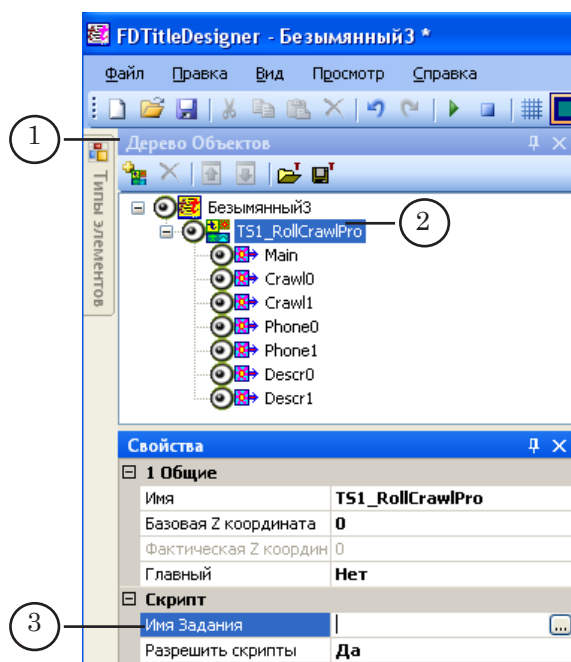 FDTitleDesigner - Безымянный3 *
Файл Правка Вид Просмотр Справка
1
Дерево Объектов
Типы элементов
Безымянный3
TS1_RollCrawlPro
2
Main
Crawl0
Crawl1
Phone0
Phone1
Descr0
Descr1
Свойства
1 Общие
Имя TS1_RollCrawlPro
Базовая Z координата 0
Фактическая Z координ 0
Главный Нет
Скрипт
3
Имя Задания ...
Разрешить скрипты Да